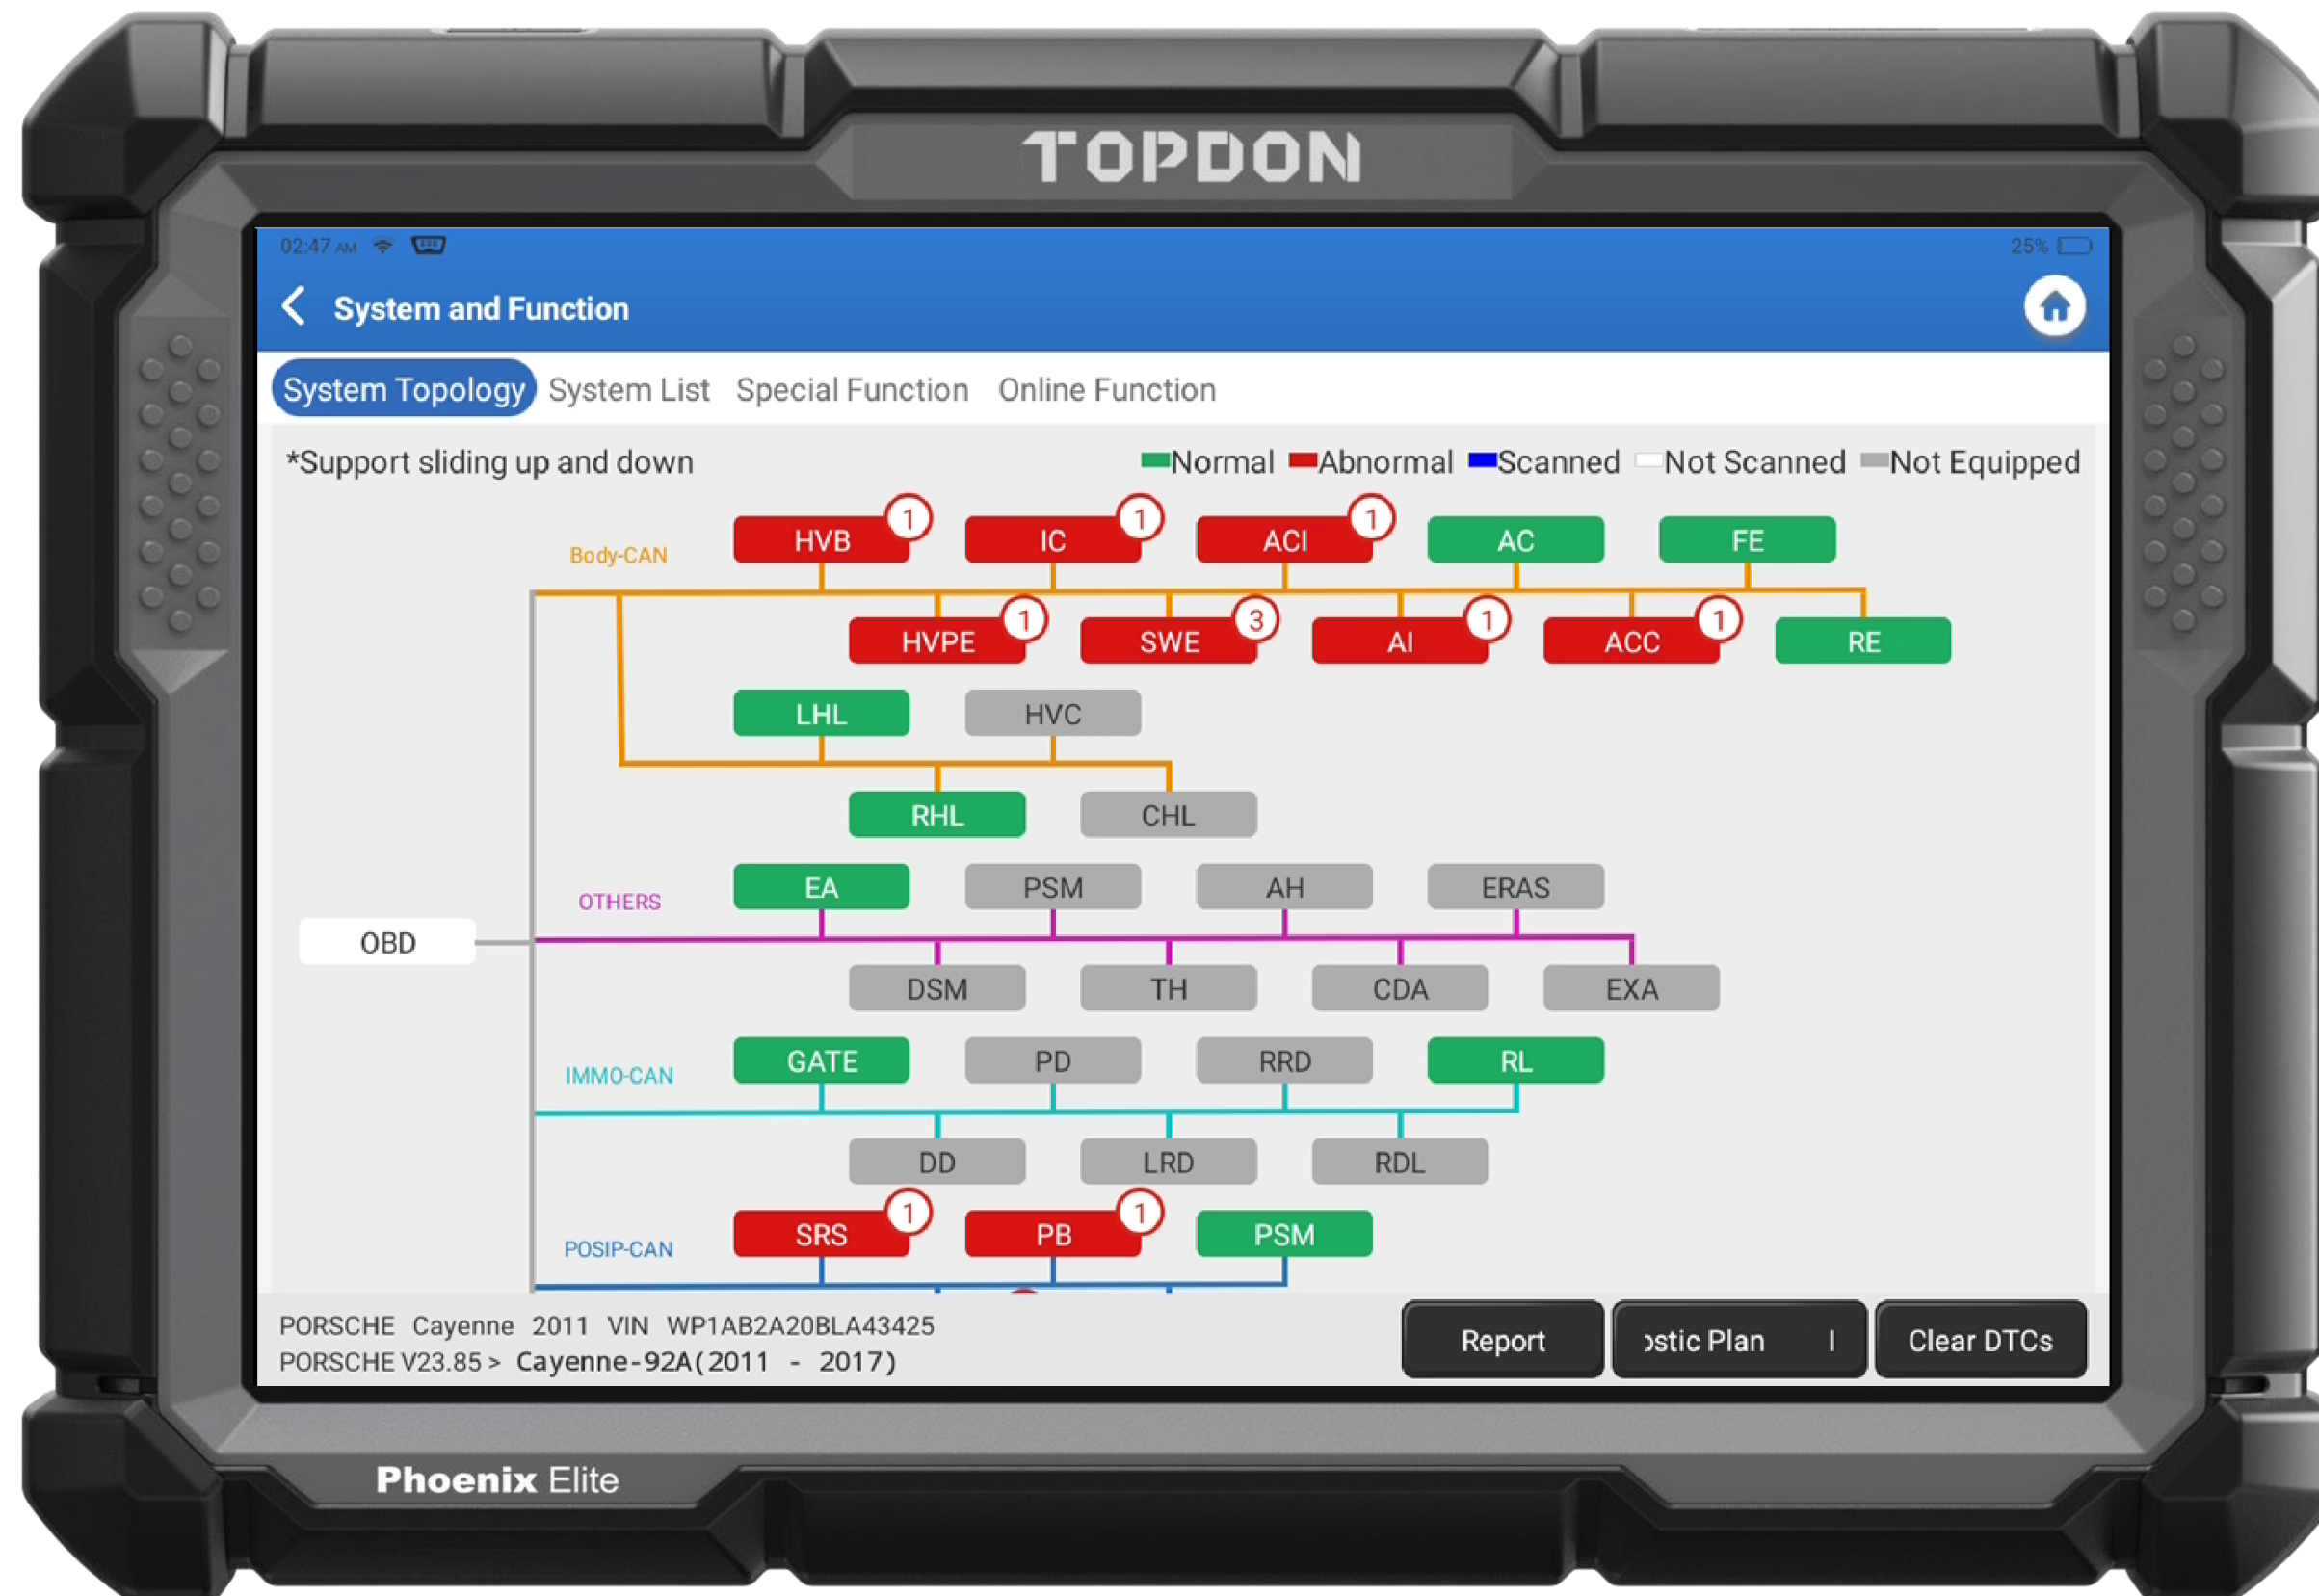 TOPDON
02:47 AM
25%
System and Function
System Topology System List Special Function Online Function
*Support sliding up and down
Normal Abnormal Scanned Not Scanned Not Equipped
Body-CAN
HVB 1 IC 1 ACI 1 AC FE
HVPE 1 SWE 3 AI 1 ACC 1 RE
LHL HVC
RHL CHL
OTHERS
EA PSM AH ERAS
OBD
DSM TH CDA EXA
IMMO-CAN
GATE PD RRD RL
DD LRD RDL
POSIP-CAN
SRS 1 PB 1 PSM
PORSCHE Cayenne 2011 VIN WP1AB2A20BLA43425
PORSCHE V23.85 > Cayenne-92A(2011 - 2017)
Report ostic Plan I Clear DTCs
Phoenix Elite